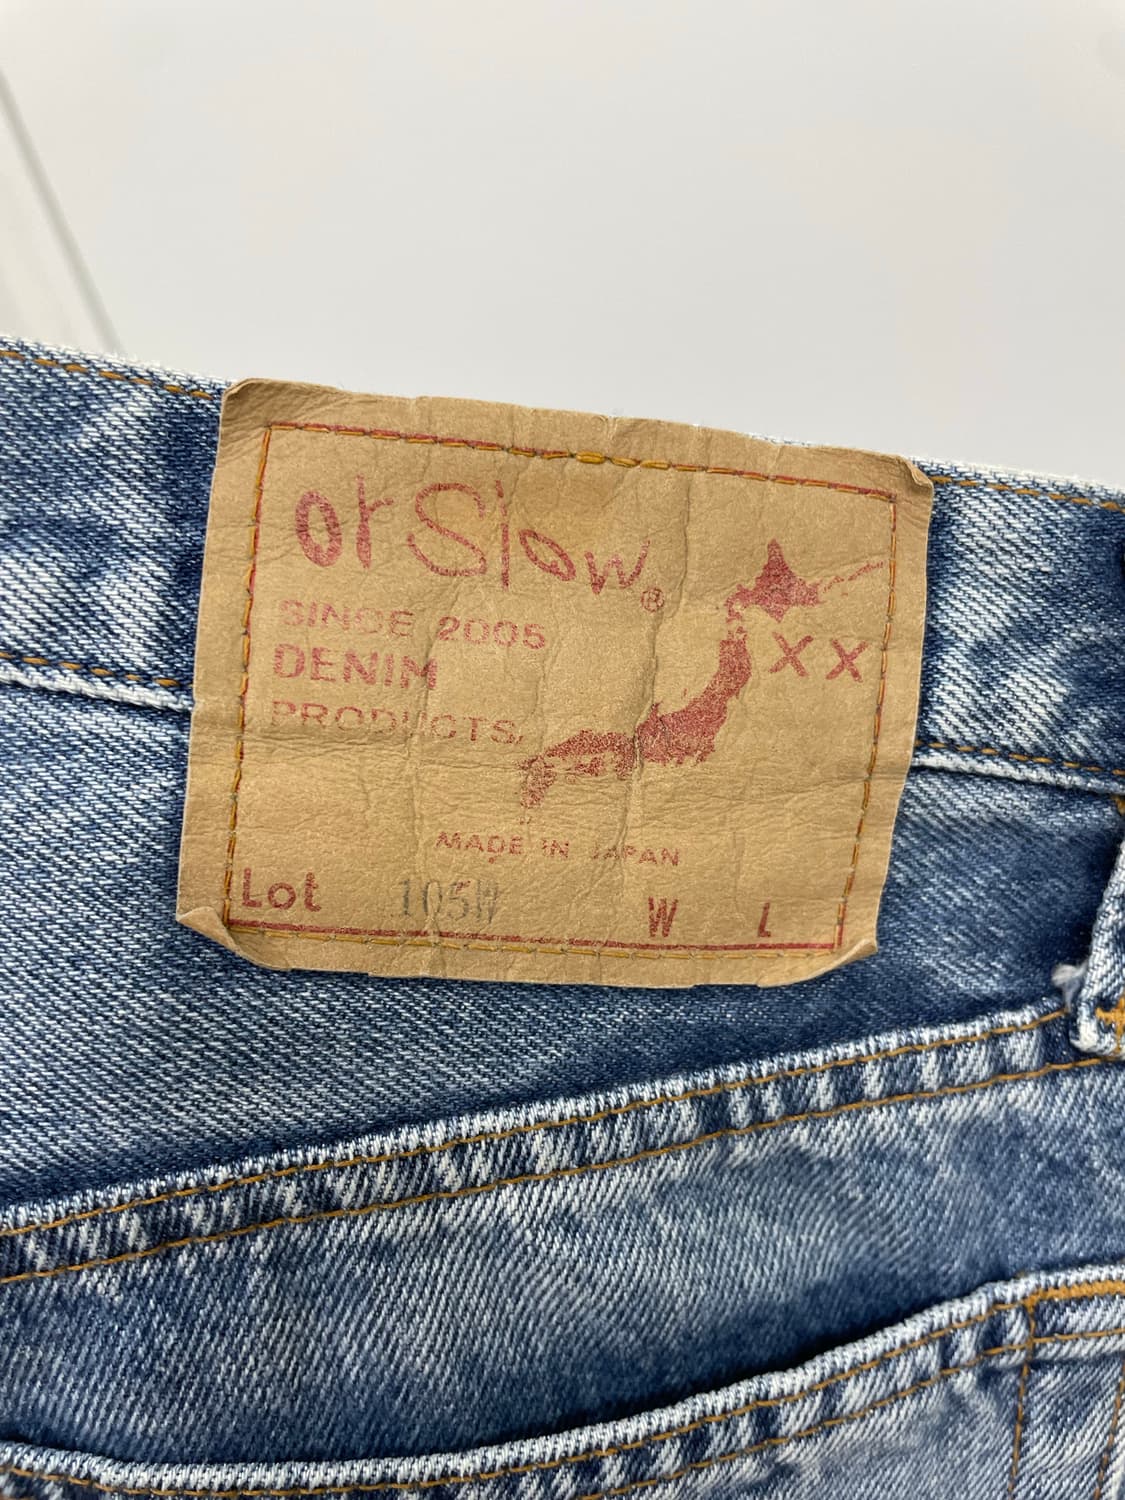 orSlow®
SINCE 2005
DENIM
PRODUCTS,
XX
MADE IN JAPAN
Lot 105W W L